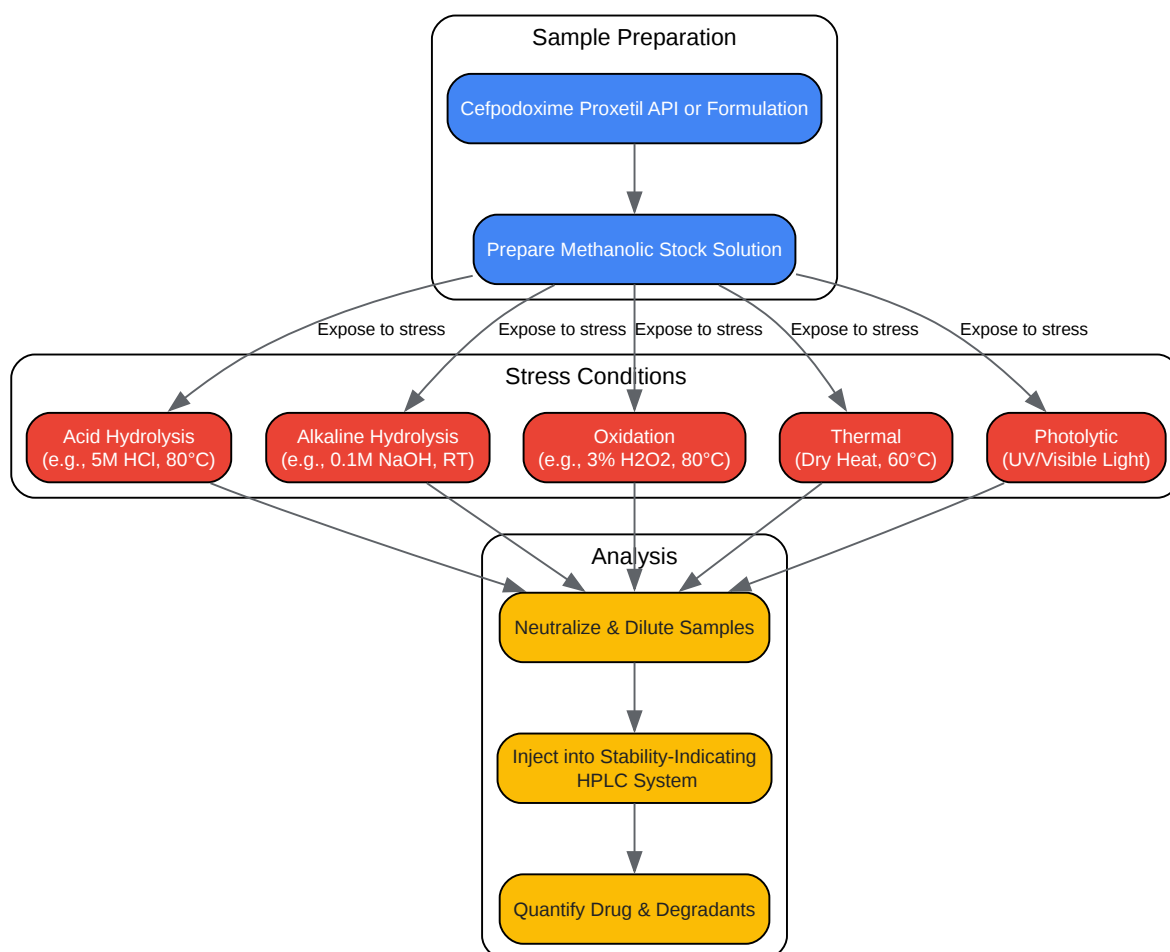 Sample Preparation
Cefpodoxime Proxetil API or Formulation
Prepare Methanolic Stock Solution
Expose to stress
Expose to stress
Expose to stress
Expose to stress
Expose to stress
Stress Conditions
Acid Hydrolysis
(e.g., 5M HCl, 80°C)
Alkaline Hydrolysis
(e.g., 0.1M NaOH, RT)
Oxidation
(e.g., 3% H2O2, 80°C)
Thermal
(Dry Heat, 60°C)
Photolytic
(UV/Visible Light)
Analysis
Neutralize & Dilute Samples
Inject into Stability-Indicating
HPLC System
Quantify Drug & Degradants